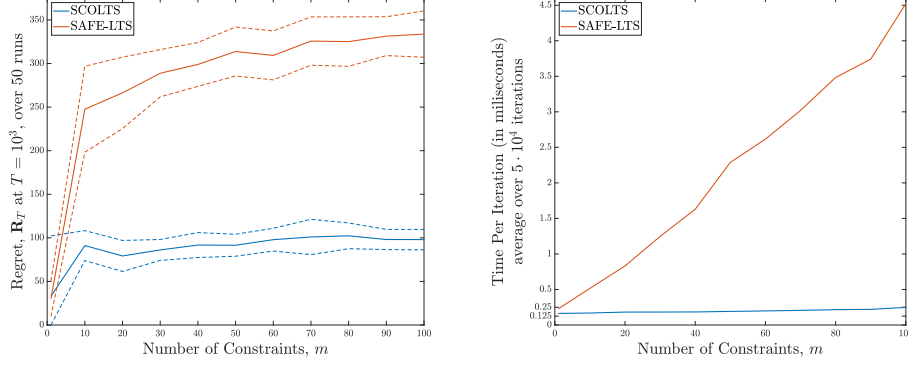 SCOLTS
SAFE-LTS
350
300
250
200
150
100
50
0
0 10 20 30 40 50 60 70 80 90 100
Number of Constraints, m
Regret, R_T at T = 10^3, over 50 runs
SCOLTS
SAFE-LTS
4.5
4
3.5
3
2.5
2
1.5
1
0.5
0.25
0.125
0
0 20 40 60 80 100
Number of Constraints, m
Time Per Iteration (in miliseconds)
average over 5 · 10^4 iterations